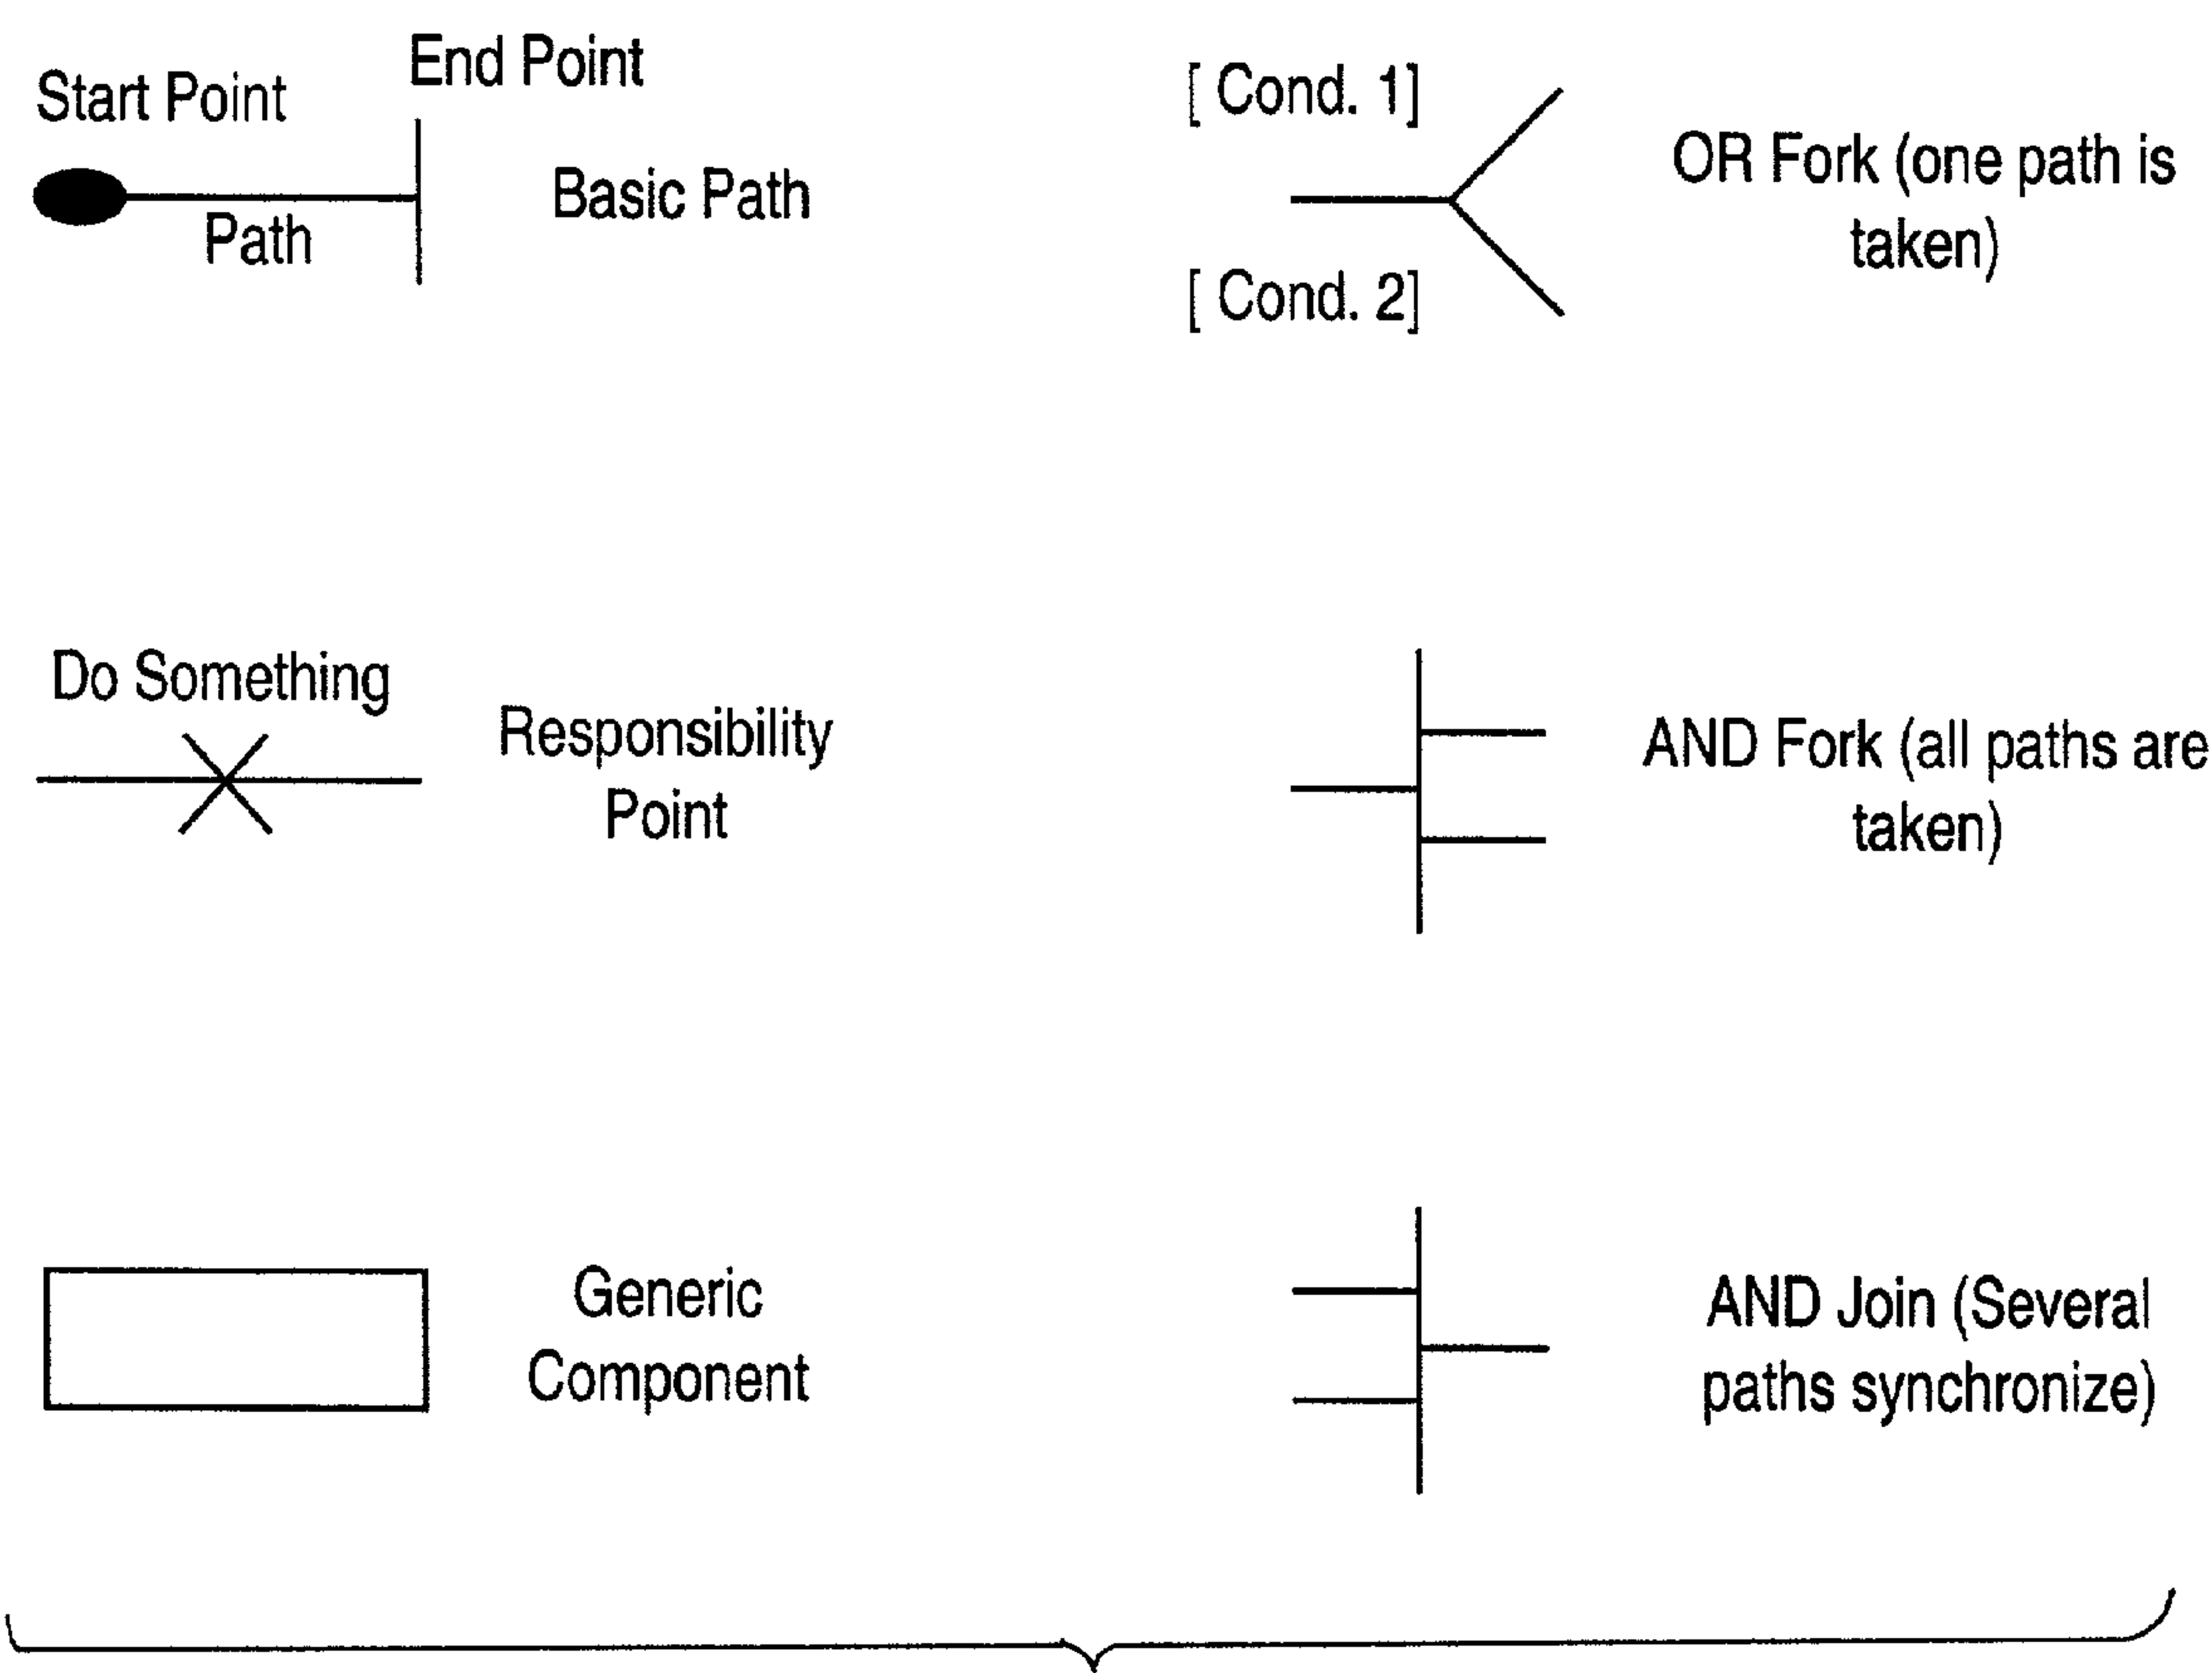 Start Point
End Point
Path
Basic Path
[ Cond. 1]
[ Cond. 2]
OR Fork (one path is
taken)
Do Something
Responsibility
Point
AND Fork (all paths are
taken)
Generic
Component
AND Join (Several
paths synchronize)